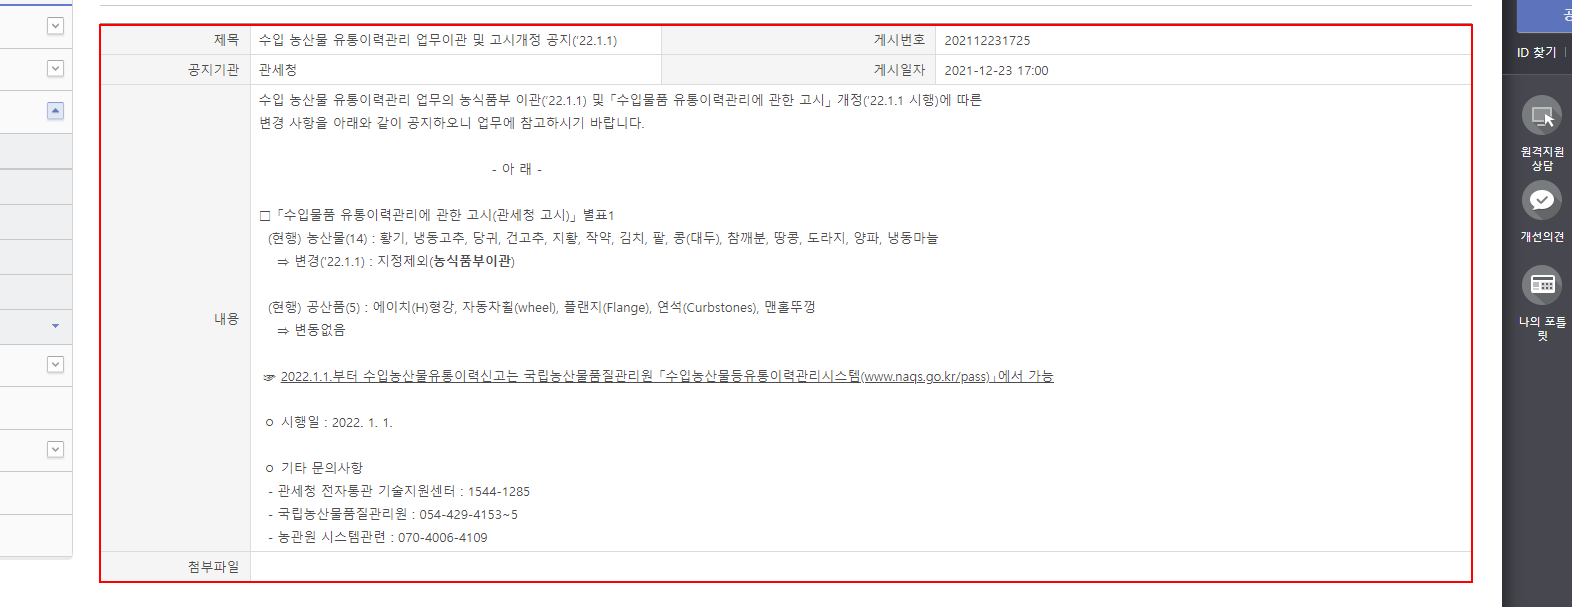 제목 수입 농산물 유통이력관리 업무이관 및 고시개정 공지('22.1.1) 게시번호 202112231725
공지기관 관세청 게시일자 2021-12-23 17:00
내용
수입 농산물 유통이력관리 업무의 농식품부 이관('22.1.1) 및 「수입물품 유통이력관리에 관한 고시」 개정('22.1.1 시행)에 따른
변경 사항을 아래와 같이 공지하오니 업무에 참고하시기 바랍니다.
- 아 래 -
□ 「수입물품 유통이력관리에 관한 고시(관세청 고시)」 별표1
(현행) 농산물(14) : 황기, 냉동고추, 당귀, 건고추, 지황, 작약, 김치, 팥, 콩(대두), 참깨분, 땅콩, 도라지, 양파, 냉동마늘
⇒ 변경('22.1.1) : 지정제외(농식품부이관)
(현행) 공산품(5) : 에이치(H)형강, 자동차휠(wheel), 플랜지(Flange), 연석(Curbstones), 맨홀뚜껑
⇒ 변동없음
☞ 2022.1.1.부터 수입농산물유통이력신고는 국립농산물품질관리원 「수입농산물등유통이력관리시스템(www.naqs.go.kr/pass)」에서 가능
ㅇ 시행일 : 2022. 1. 1.
ㅇ 기타 문의사항
- 관세청 전자통관 기술지원센터 : 1544-1285
- 국립농산물품질관리원 : 054-429-4153~5
- 농관원 시스템관련 : 070-4006-4109
첨부파일
ID 찾기
원격지원
상담
개선의견
나의 포틀
릿